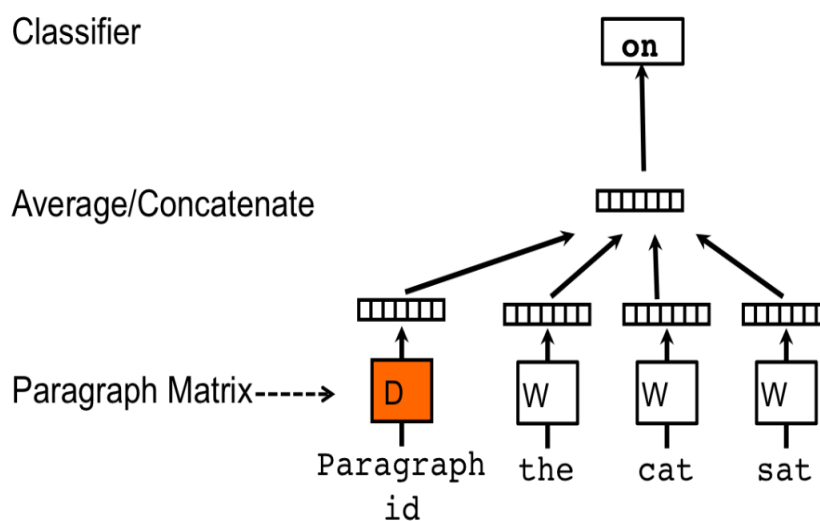 Classifier
on
Average/Concatenate
Paragraph Matrix
D
W
W
W
Paragraph
id
the
cat
sat